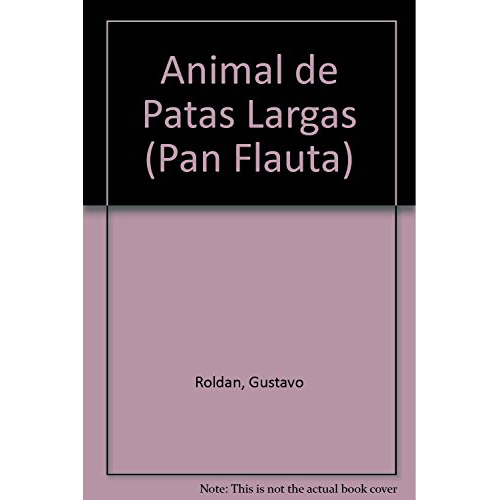 Animal de
Patas Largas
(Pan Flauta)
Roldan, Gustavo
Note: This is not the actual book cover